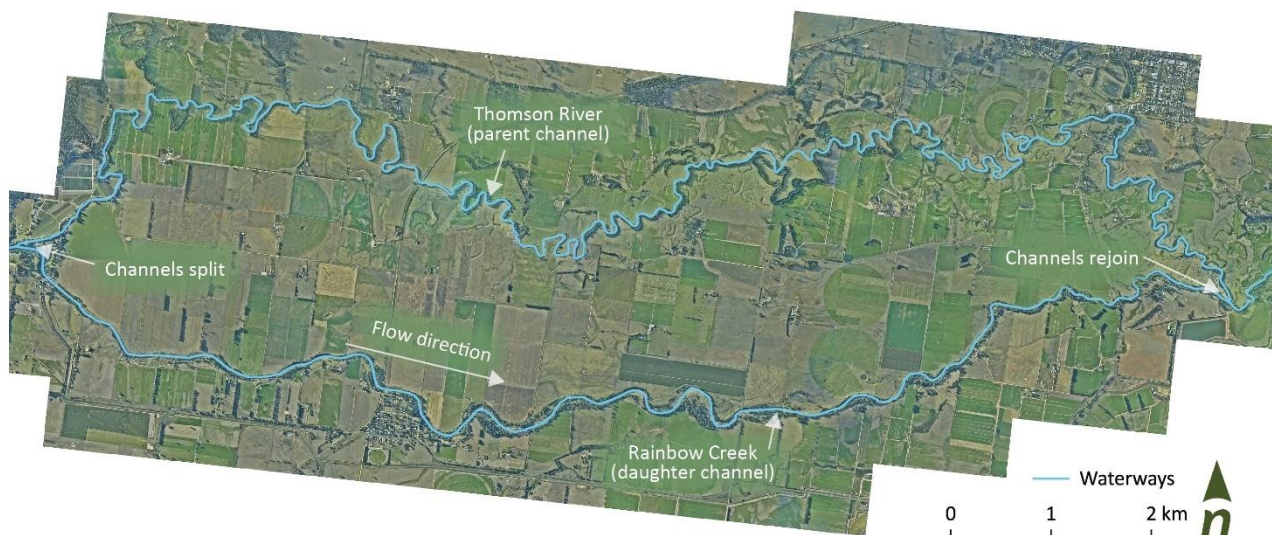 Thomson River
(parent channel)
Channels split
Channels rejoin
Flow direction
Rainbow Creek
(daughter channel)
Waterways
0 1 2 km
n